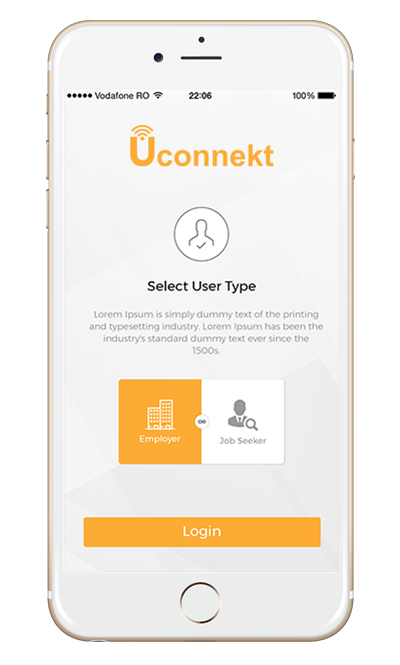 Vodafone RO 22:06 100%
Uconnekt
Select User Type
Lorem Ipsum is simply dummy text of the printing
and typesetting industry. Lorem Ipsum has been the
industry's standard dummy text ever since the
1500s.
Employer OR Job Seeker
Login